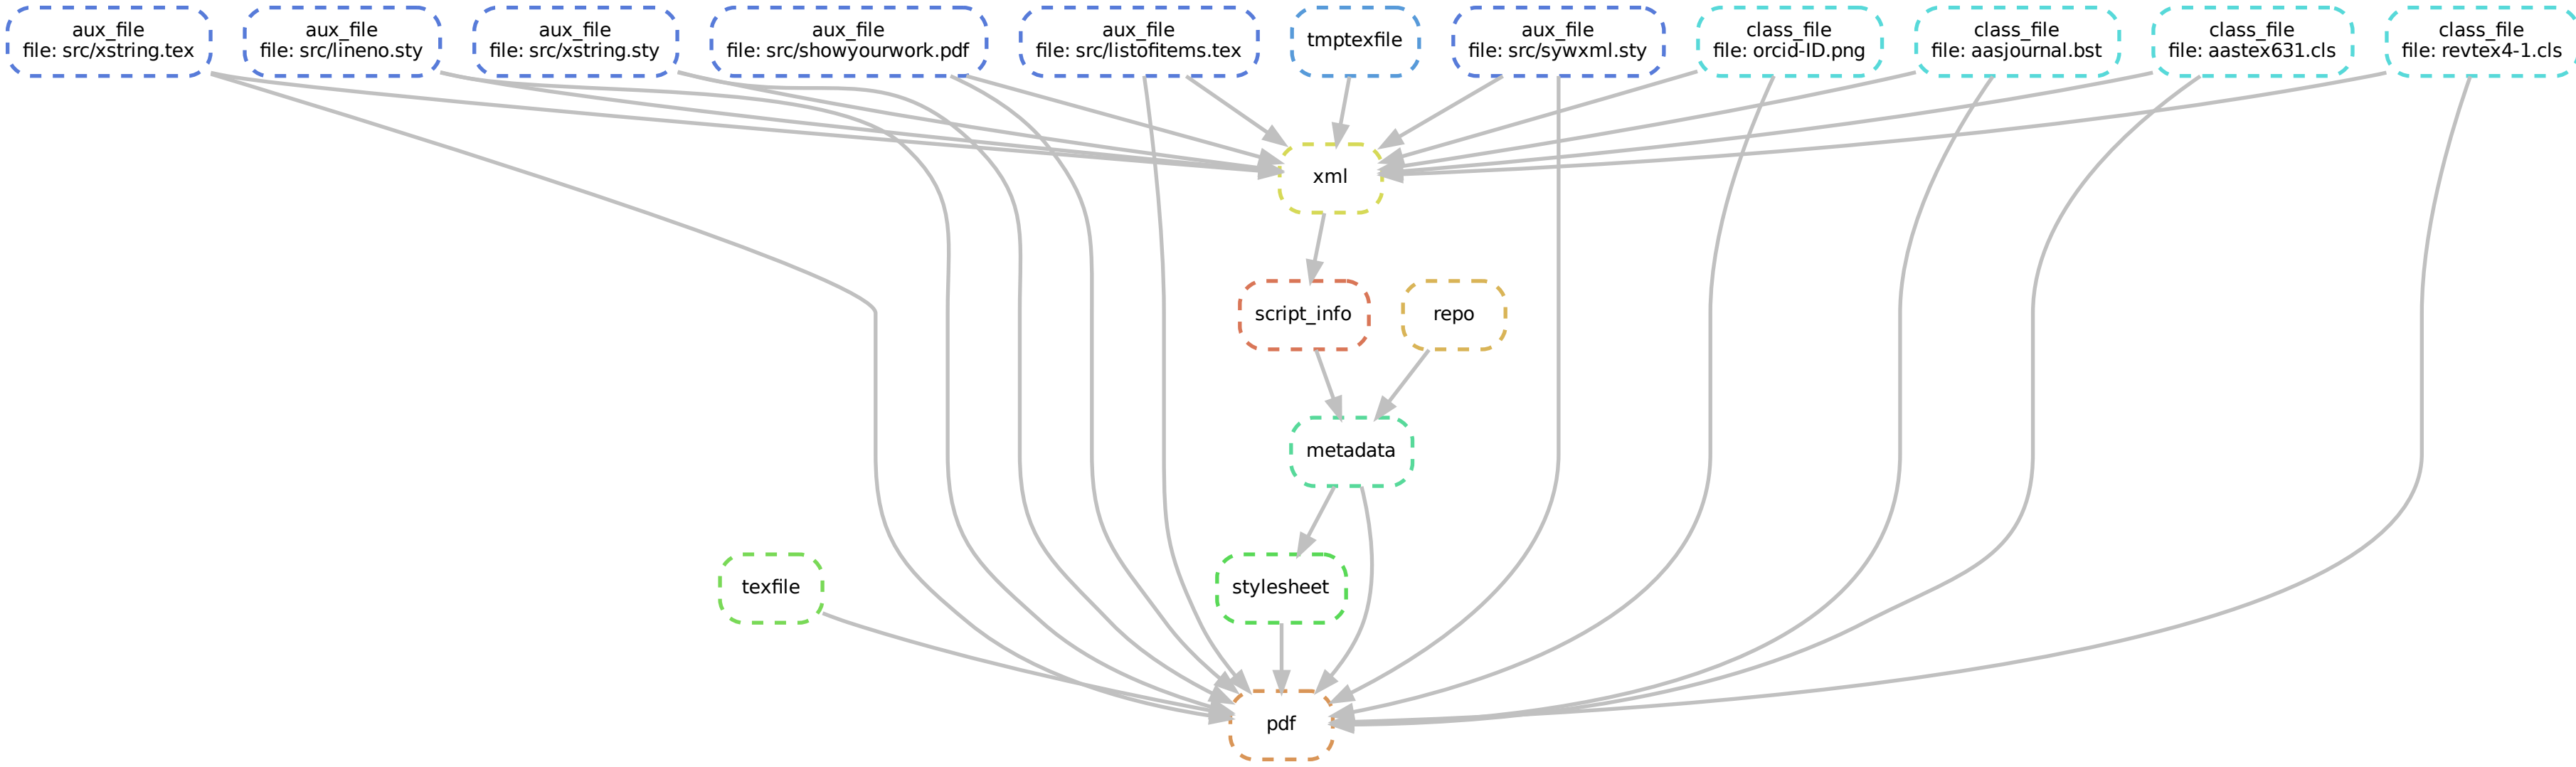 aux_file
file: src/xstring.tex
aux_file
file: src/lineno.sty
aux_file
file: src/xstring.sty
aux_file
file: src/showyourwork.pdf
aux_file
file: src/listofitems.tex
tmptexfile
aux_file
file: src/sywxml.sty
class_file
file: orcid-ID.png
class_file
file: aasjournal.bst
class_file
file: aastex631.cls
class_file
file: revtex4-1.cls
xml
script_info
repo
metadata
texfile
stylesheet
pdf